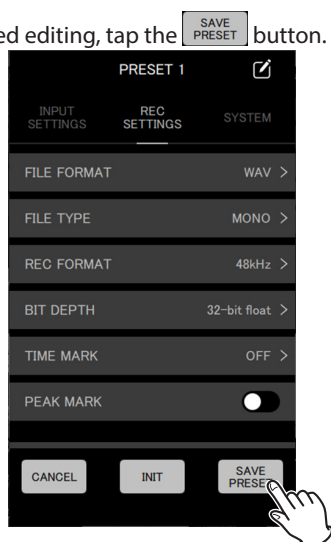 ed editing, tap the SAVE PRESET button.
PRESET 1
INPUT SETTINGS REC SETTINGS SYSTEM
FILE FORMAT WAV >
FILE TYPE MONO >
REC FORMAT 48kHz >
BIT DEPTH 32-bit float >
TIME MARK OFF >
PEAK MARK
CANCEL INIT SAVE PRESET